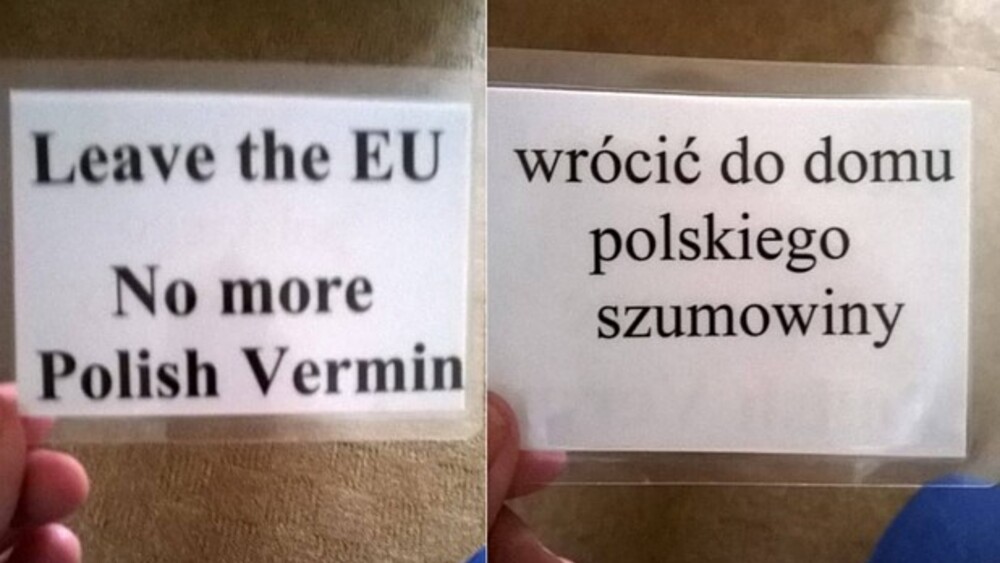 Leave the EU
No more
Polish Vermin
wrócić do domu
polskiego
szumowiny